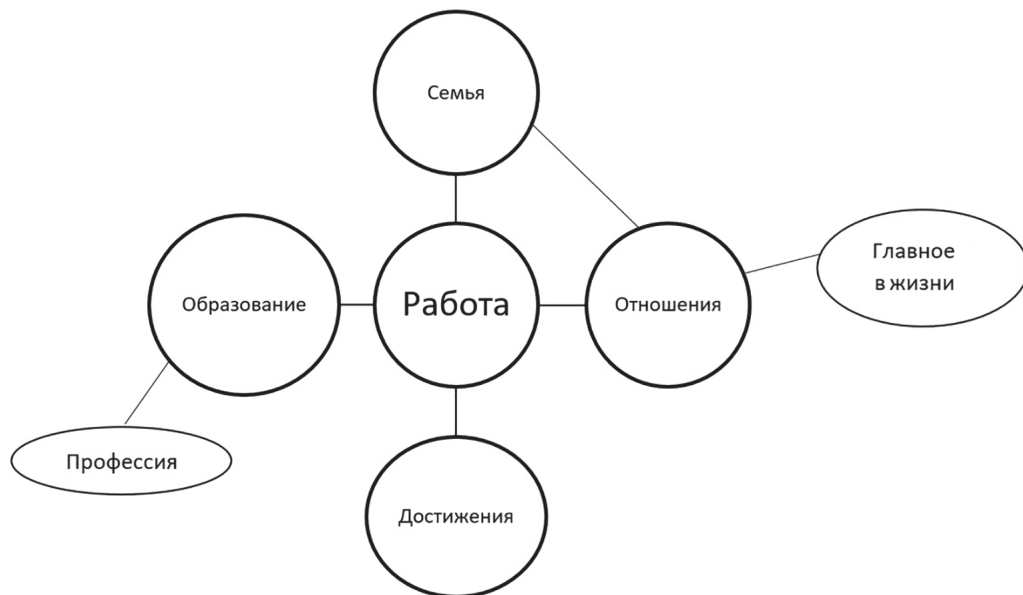 Семья
Образование
Работа
Отношения
Главное
в жизни
Профессия
Достижения